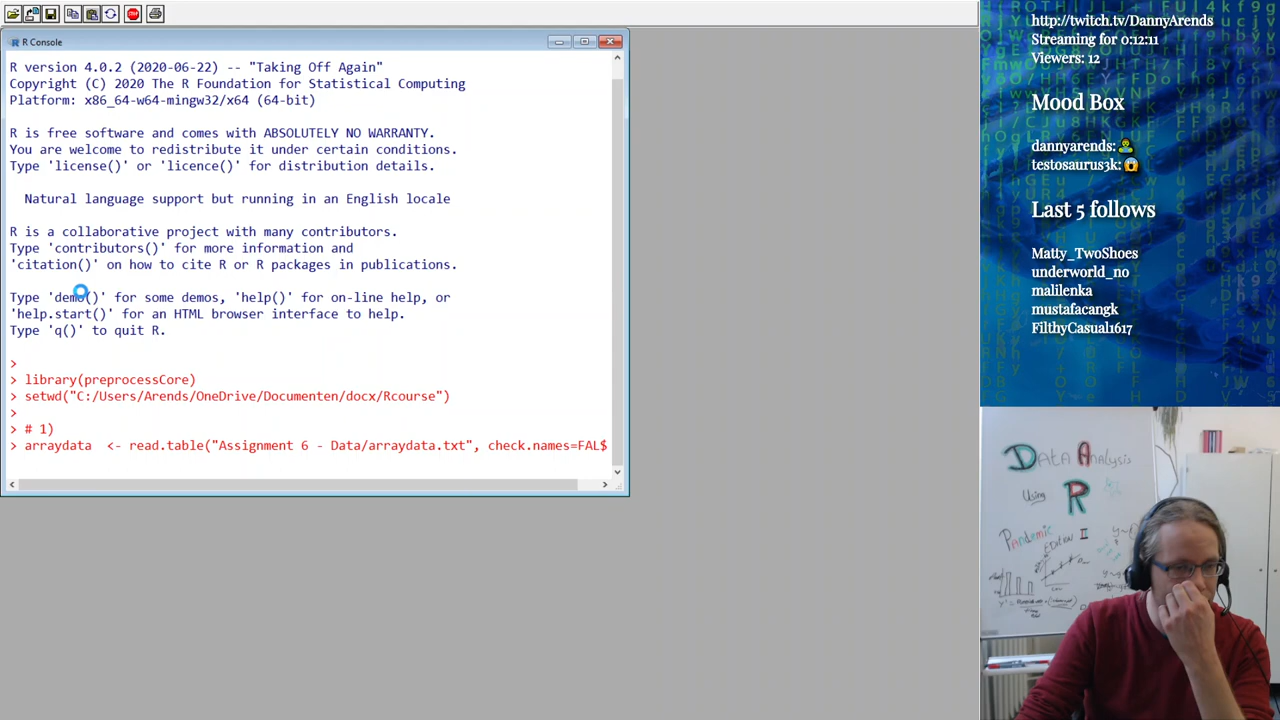 R Console
R version 4.0.2 (2020-06-22) -- "Taking Off Again"
Copyright (C) 2020 The R Foundation for Statistical Computing
Platform: x86_64-w64-mingw32/x64 (64-bit)
R is free software and comes with ABSOLUTELY NO WARRANTY.
You are welcome to redistribute it under certain conditions.
Type 'license()' or 'licence()' for distribution details.
Natural language support but running in an English locale
R is a collaborative project with many contributors.
Type 'contributors()' for more information and
'citation()' on how to cite R or R packages in publications.
Type 'demo()' for some demos, 'help()' for on-line help, or
'help.start()' for an HTML browser interface to help.
Type 'q()' to quit R.
>
> library(preprocessCore)
> setwd("C:/Users/Arends/OneDrive/Documenten/docx/Rcourse")
>
> # 1)
> arraydata <- read.table("Assignment 6 - Data/arraydata.txt", check.names=FAL$
http://twitch.tv/DannyArends
Streaming for 0:12:11
Viewers: 12
Mood Box
dannyarends:
testosaurus3k:
Last 5 follows
Matty_TwoShoes
underworld_no
malilenka
mustafacangk
FilthyCasual1617
Data Analysis
Using
R
Pandemic
Edition II